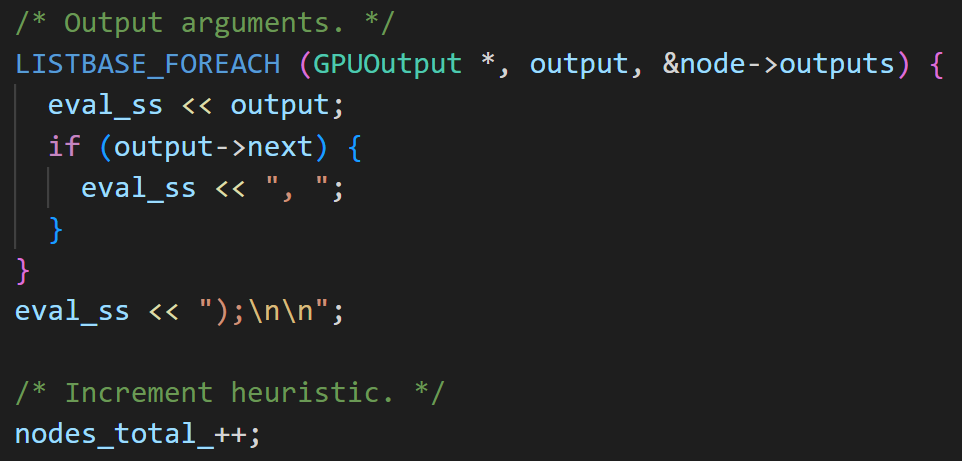 /* Output arguments. */
LISTBASE_FOREACH (GPUOutput *, output, &node->outputs) {
  eval_ss << output;
  if (output->next) {
    eval_ss << ", ";
  }
}
eval_ss << ");\n\n";

/* Increment heuristic. */
nodes_total_++;